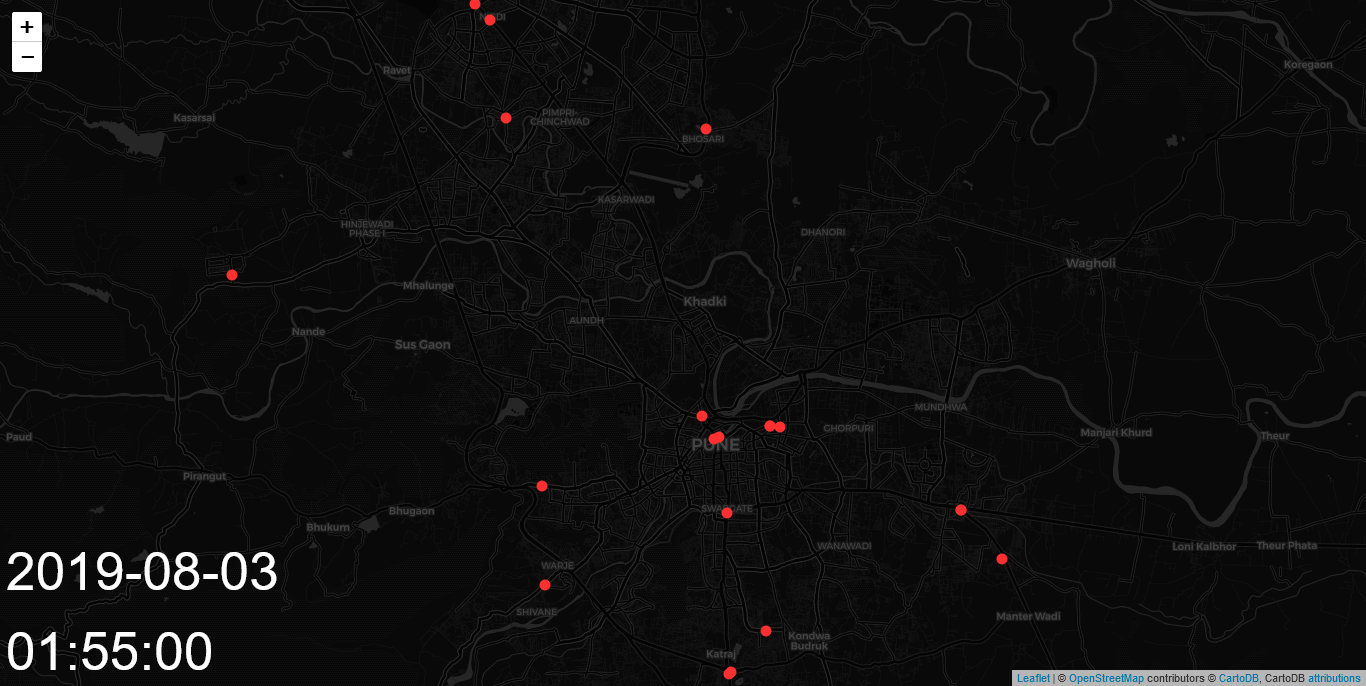 +
−
NIGDI
Ravet
Koregaon
Kasarsai
PIMPRI-
CHINCHWAD
BHOSARI
KASARWADI
HINJEWADI
PHASE I
DHANORI
Wagholi
Mhalunge
Khadki
AUNDH
Nande
Sus Gaon
MUNDHWA
Paud
GHORPURI
Manjari Khurd
Theur
PUNE
Pirangut
Bhugaon
SWARGATE
Bhukum
WANAWADI
Loni Kalbhor
Theur Phata
WARJE
2019-08-03
SHIVANE
Manter Wadi
Kondwa
Budruk
Katraj
01:55:00
Leaflet | © OpenStreetMap contributors © CartoDB, CartoDB attributions